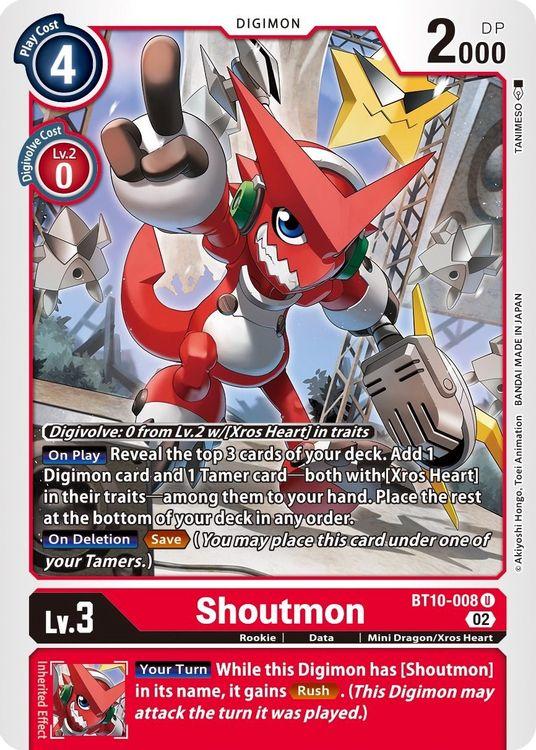 DIGIMON
Play Cost
4
DP
2000
TANIMESO
Digivolve Cost
Lv.2
0
Digivolve: 0 from Lv.2 w/[Xros Heart] in traits
On Play Reveal the top 3 cards of your deck. Add 1
Digimon card and 1 Tamer card—both with [Xros Heart]
in their traits—among them to your hand. Place the rest
at the bottom of your deck in any order.
On Deletion Save (You may place this card under one of
your Tamers.)
© Akiyoshi Hongo, Toei Animation BANDAI MADE IN JAPAN
Lv.3
Shoutmon
BT10-008 U
02
Rookie | Data | Mini Dragon/Xros Heart
Inherited Effect
Your Turn While this Digimon has [Shoutmon]
in its name, it gains Rush. (This Digimon may
attack the turn it was played.)